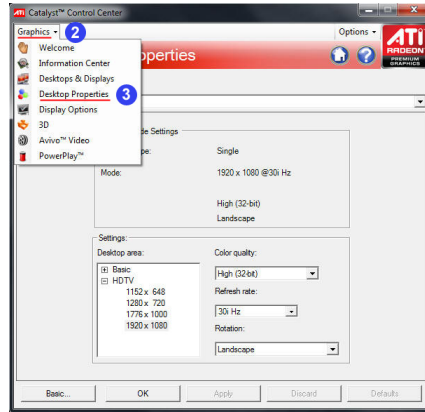 Catalyst™ Control Center
Graphics 2 Options
ATI
RADEON
PREMIUM
GRAPHICS
Welcome
Information Center
Desktops & Displays
Desktop Properties 3
Display Options
3D
Avivo™ Video
PowerPlay™
operties
de Settings
pe: Single
Mode: 1920 x 1080 @30i Hz
High (32-bit)
Landscape
Settings:
Desktop area: Color quality:
Basic High (32-bit)
HDTV
1152 x 648 Refresh rate:
1280 x 720
1776 x 1000 30i Hz
1920 x 1080
Rotation:
Landscape
Basic... OK Apply Discard Defaults